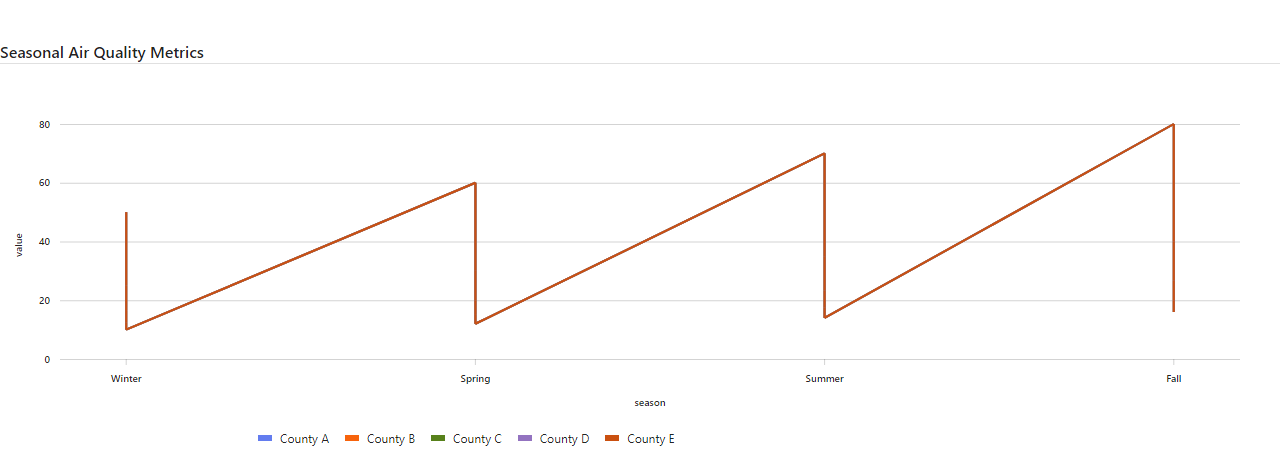 Seasonal Air Quality Metrics
80
60
40
20
0
value
Winter Spring Summer Fall
season
County A County B County C County D County E